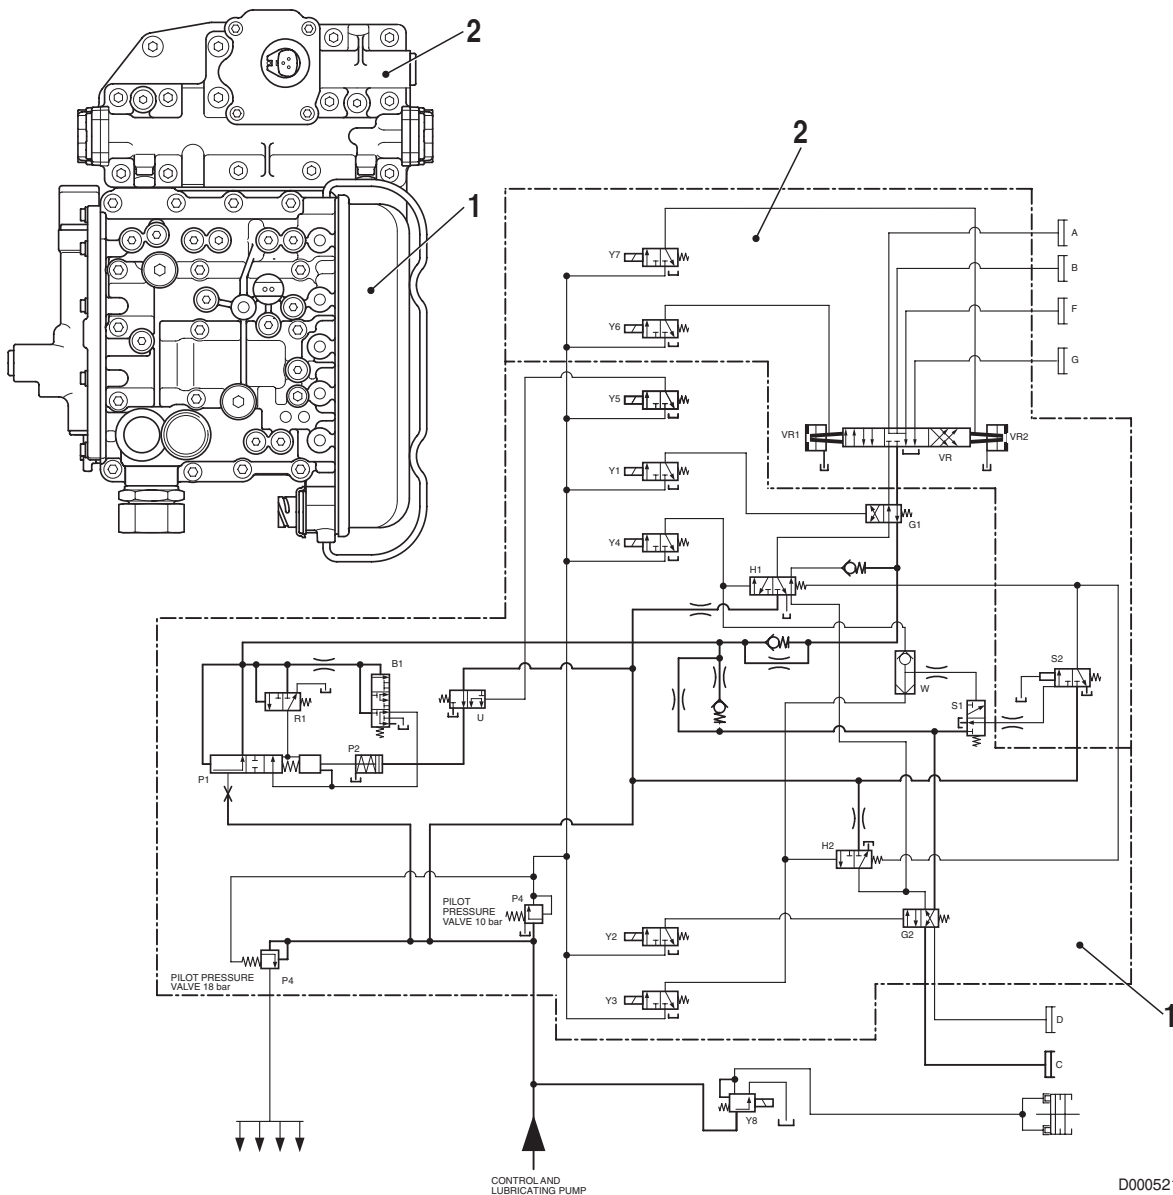 2
1
2
Y7
A
B
Y6
F
G
Y5
VR1
VR2
VR
Y1
G1
Y4
H1
B1
S2
W
R1
U
S1
P2
P1
H2
PILOT
PRESSURE
VALVE 10 bar
P4
G2
Y2
PILOT PRESSURE
VALVE 18 bar
P4
Y3
1
D
C
Y8
CONTROL AND
LUBRICATING PUMP
D00052